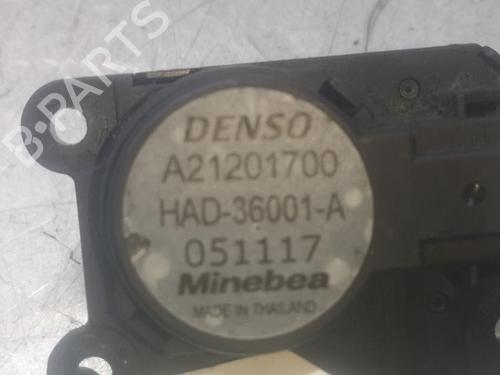 B-PARTS
DENSO
A21201700
HAD-36001-A
051117
Minebea
MADE IN THAILAND